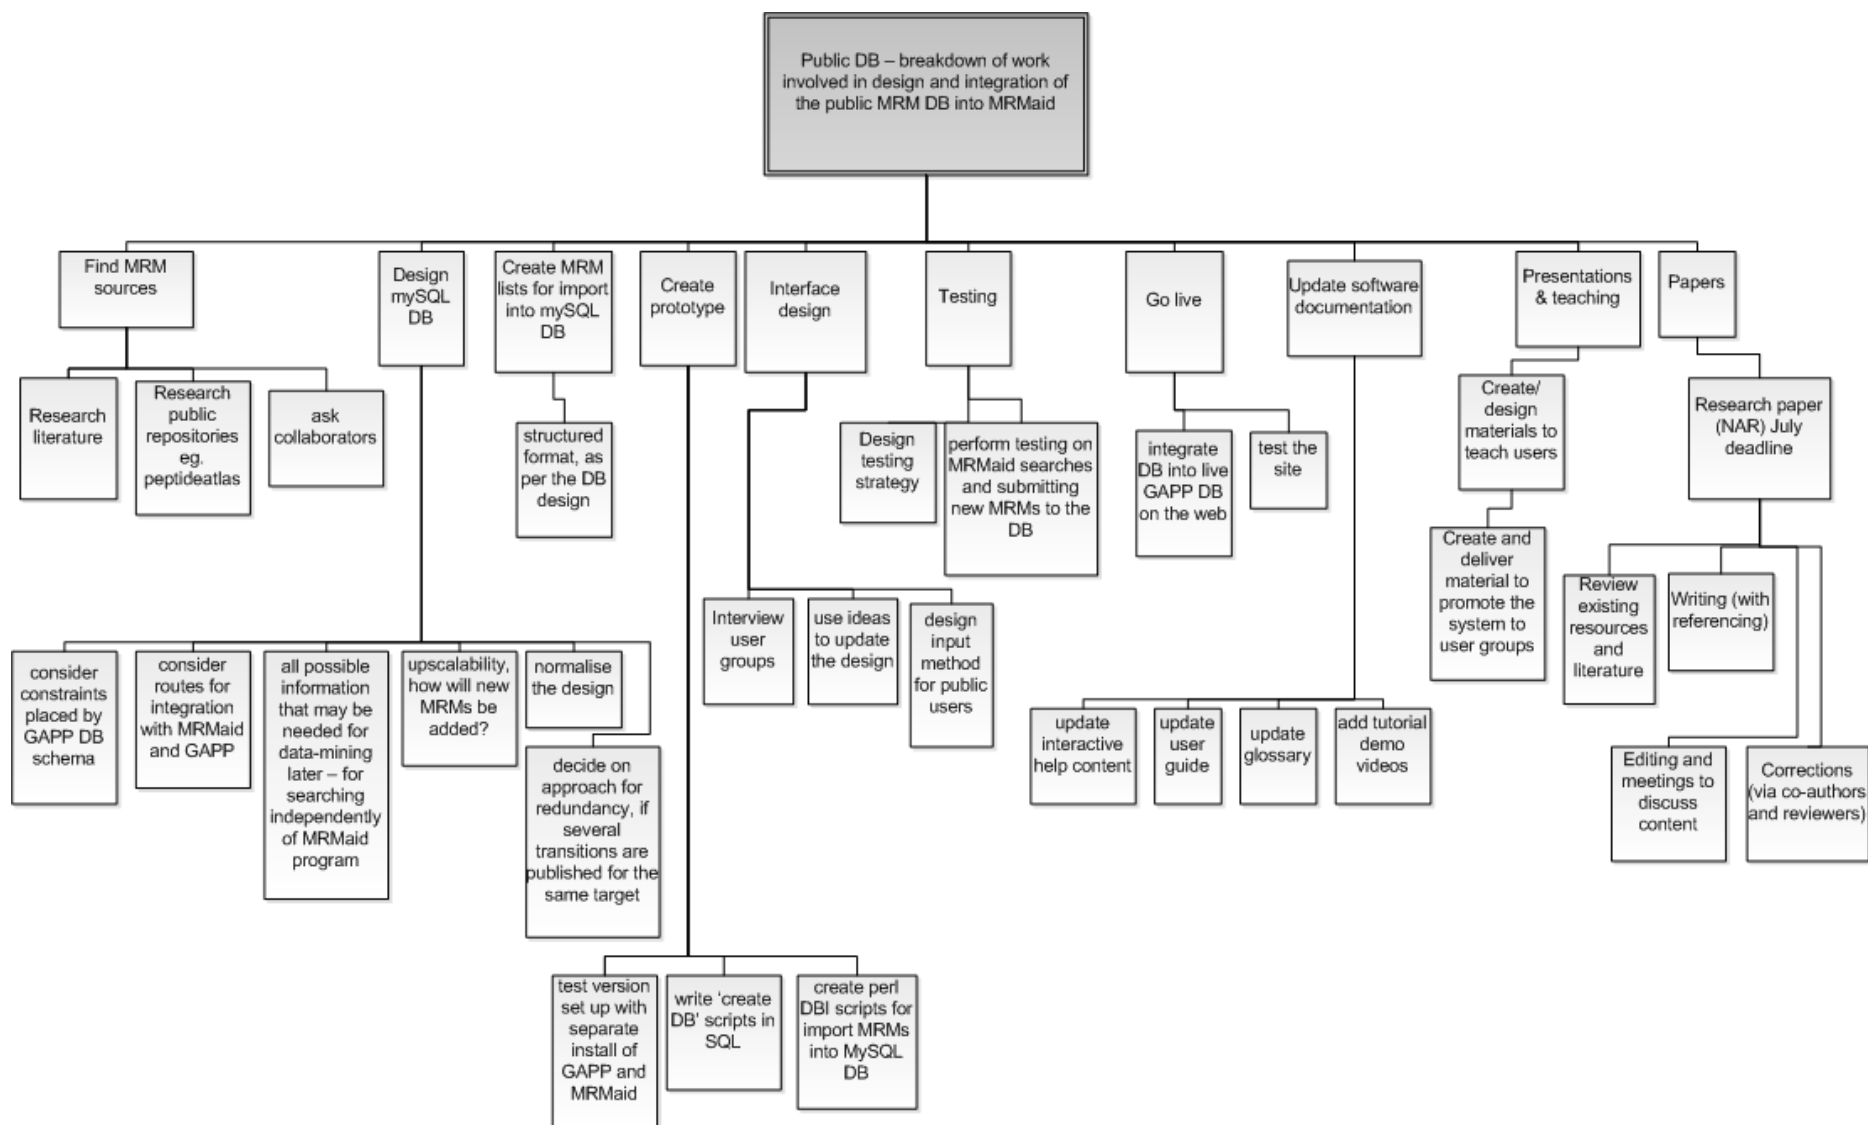 Public DB – breakdown of work
involved in design and integration of
the public MRM DB into MRMaid
Find MRM
sources
Design
mySQL
DB
Create MRM
lists for import
into mySQL
DB
Create
prototype
Interface
design
Testing
Go live
Update software
documentation
Presentations
& teaching
Papers
Research
literature
Research
public
repositories
eg.
peptideatlas
ask
collaborators
structured
format, as
per the DB
design
Design
testing
strategy
perform testing on
MRMaid searches
and submitting
new MRMs to the
DB
integrate
DB into live
GAPP DB
on the web
test the
site
Create/
design
materials to
teach users
Research paper
(NAR) July
deadline
Create and
deliver
material to
promote the
system to
user groups
Review
existing
resources
and
literature
Writing (with
referencing)
Interview
user
groups
use ideas
to update
the design
design
input
method
for public
users
consider
constraints
placed by
GAPP DB
schema
consider
routes for
integration
with MRMaid
and GAPP
all possible
information
that may be
needed for
data-mining
later – for
searching
independently
of MRMaid
program
upscalability,
how will new
MRMs be
added?
normalise
the design
decide on
approach for
redundancy, if
several
transitions are
published for the
same target
update
interactive
help content
update
user
guide
update
glossary
add tutorial
demo
videos
Editing and
meetings to
discuss
content
Corrections
(via co-authors
and reviewers)
test version
set up with
separate
install of
GAPP and
MRMaid
write ‘create
DB’ scripts in
SQL
create perl
DBI scripts for
import MRMs
into MySQL
DB